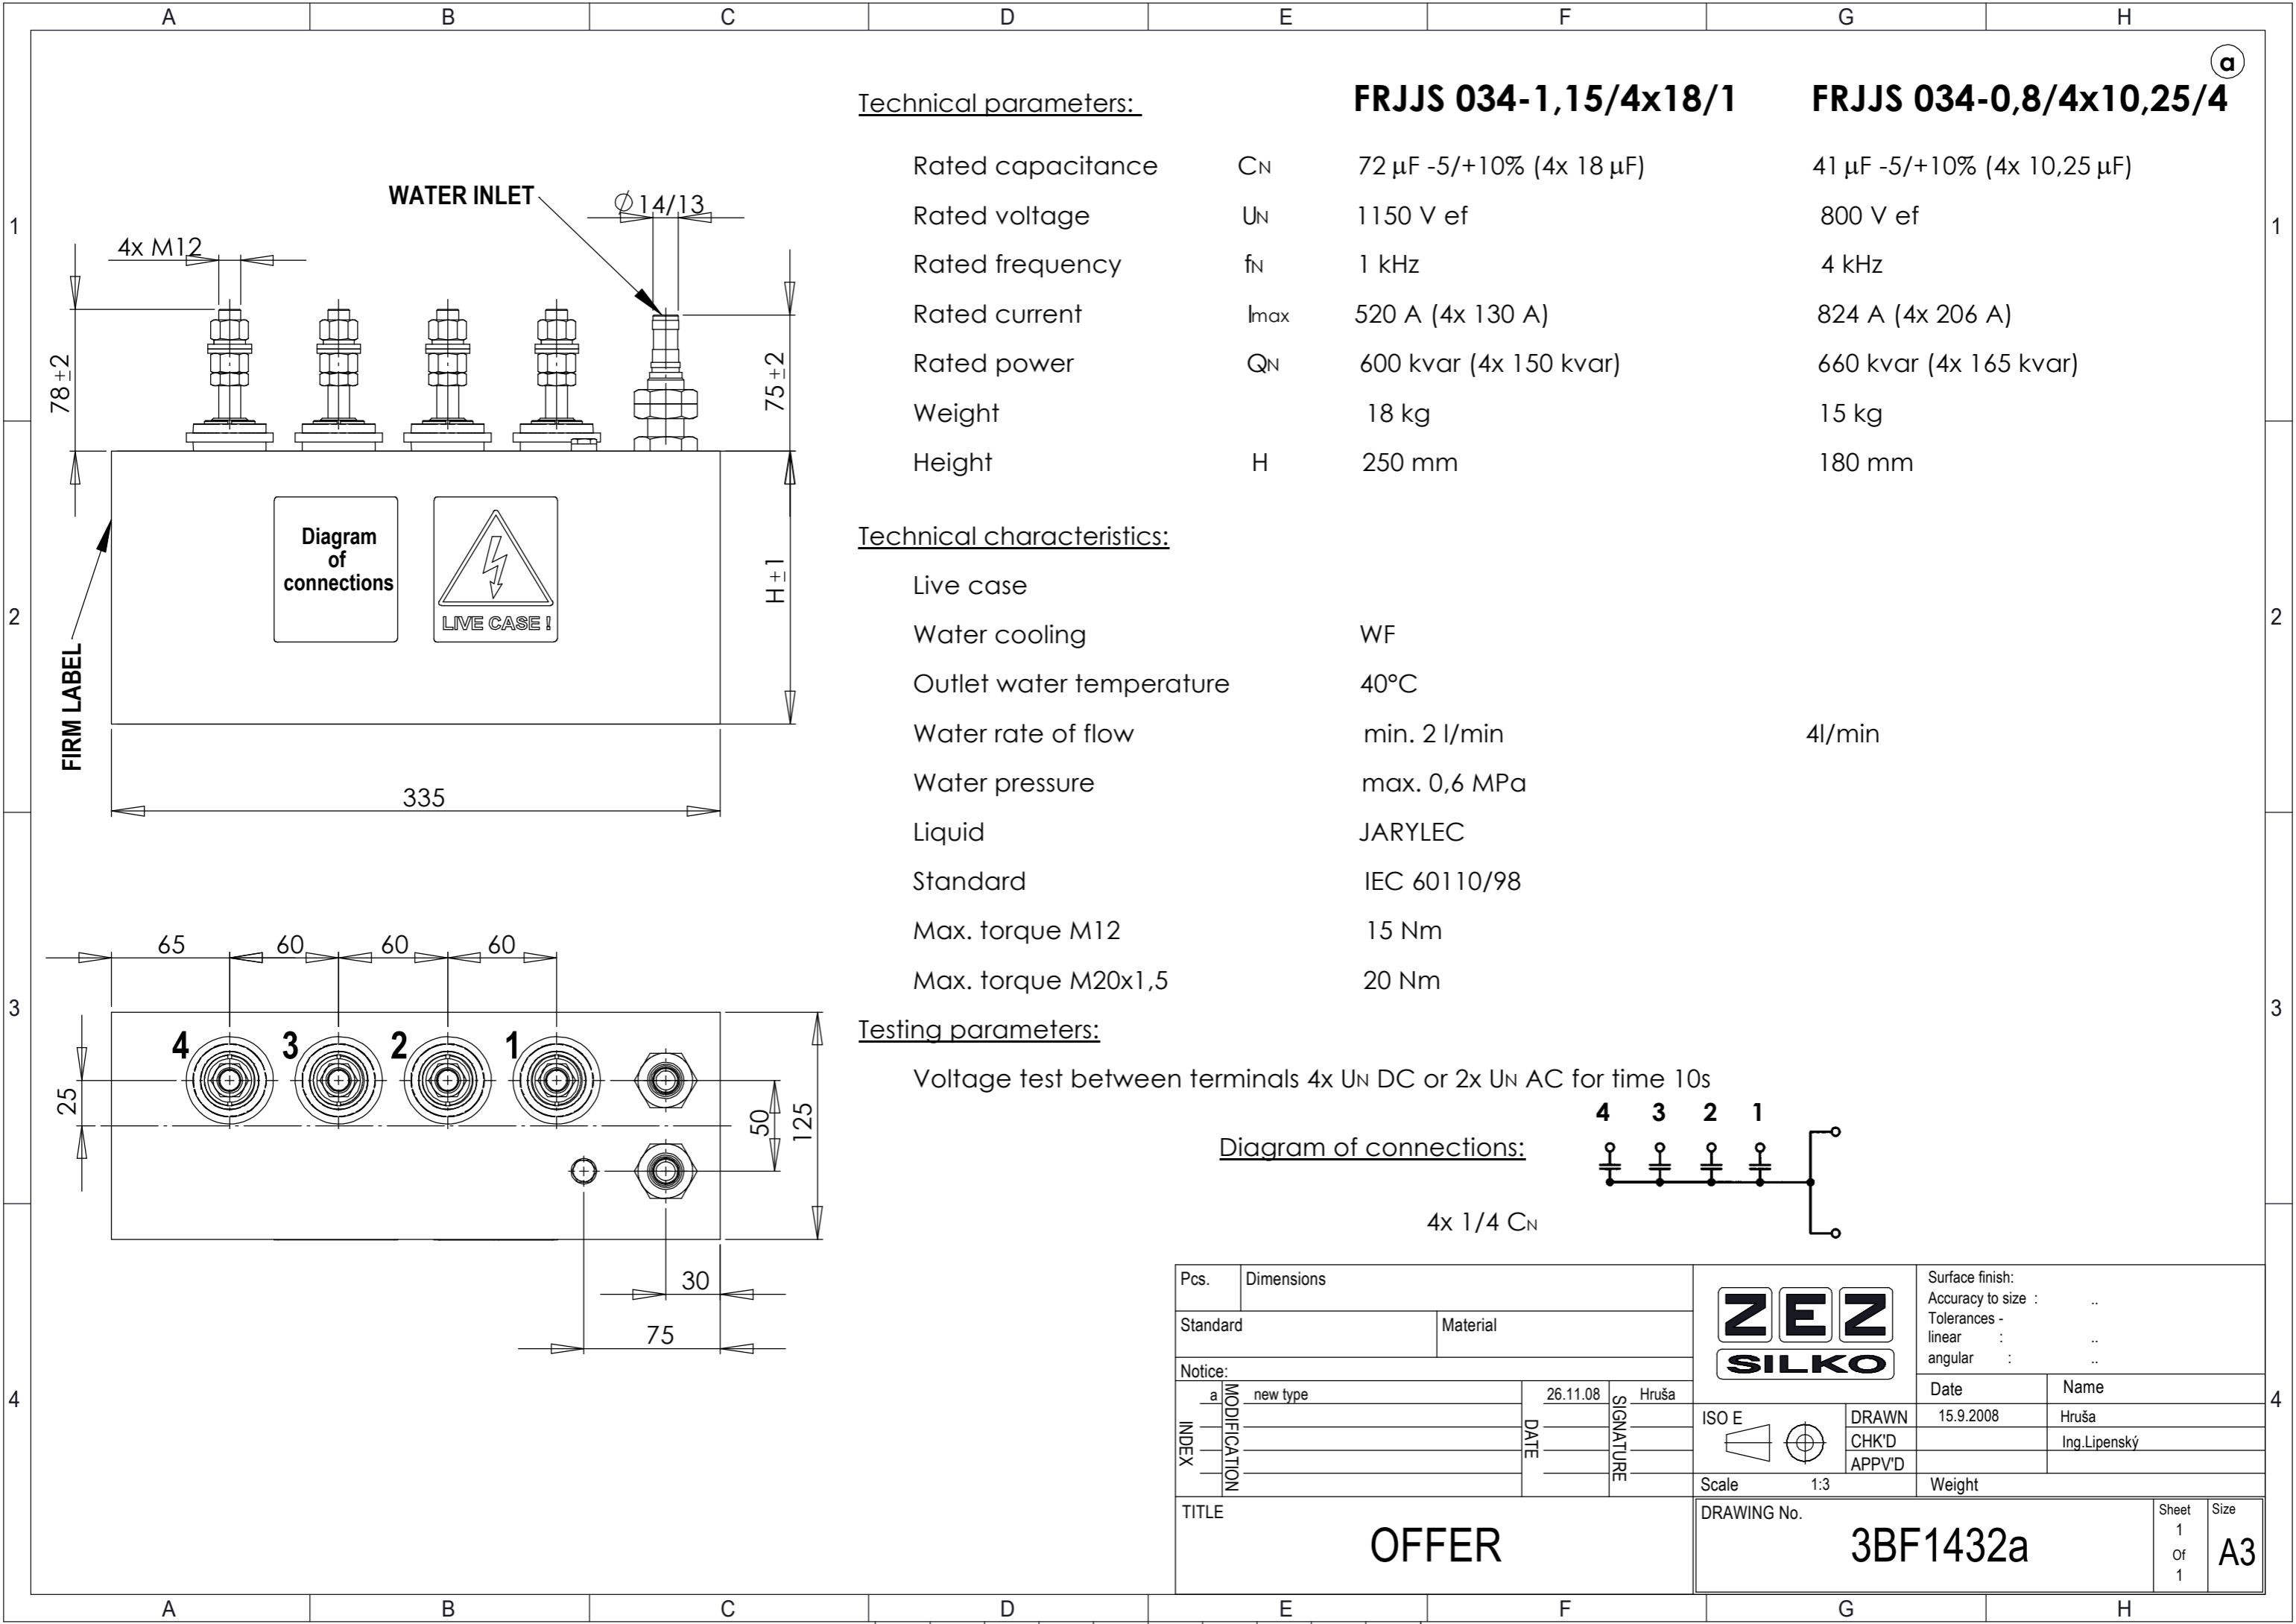 A B C D E F G H
a
Technical parameters: FRJJS 034-1,15/4x18/1 FRJJS 034-0,8/4x10,25/4
Rated capacitance CN 72 µF -5/+10% (4x 18 µF) 41 µF -5/+10% (4x 10,25 µF)
Rated voltage UN 1150 V ef 800 V ef
Rated frequency fN 1 kHz 4 kHz
Rated current Imax 520 A (4x 130 A) 824 A (4x 206 A)
Rated power QN 600 kvar (4x 150 kvar) 660 kvar (4x 165 kvar)
Weight 18 kg 15 kg
Height H 250 mm 180 mm
Technical characteristics:
Live case
Water cooling WF
Outlet water temperature 40°C
Water rate of flow min. 2 l/min 4l/min
Water pressure max. 0,6 MPa
Liquid JARYLEC
Standard IEC 60110/98
Max. torque M12 15 Nm
Max. torque M20x1,5 20 Nm
Testing parameters:
Voltage test between terminals 4x UN DC or 2x UN AC for time 10s
4 3 2 1
Diagram of connections:
4x 1/4 CN
WATER INLET
∅ 14/13
4x M12
78±2
75±2
Diagram
of
connections
LIVE CASE !
H±1
FIRM LABEL
335
65 60 60 60
4 3 2 1
25
50
125
30
75
1 1
2 2
3 3
4 4
Pcs. Dimensions
Standard Material
Notice:
a new type 26.11.08 Hruša
INDEX
MODIFICATION
DATE
SIGNATURE
TITLE
OFFER
ZEZ
SILKO
Surface finish:
Accuracy to size : ..
Tolerances -
linear : ..
angular : ..
Date Name
ISO E
DRAWN 15.9.2008 Hruša
CHK'D Ing.Lipenský
APPV'D
Scale 1:3 Weight
DRAWING No.
3BF1432a
Sheet
1
Of
1
Size
A3
A B C D E F G H